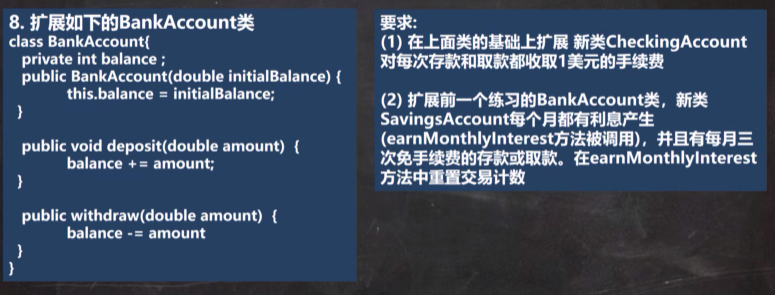 8. 扩展如下的BankAccount类
class BankAccount{
private int balance ;
public BankAccount(double initialBalance) {
this.balance = initialBalance;
}
public void deposit(double amount) {
balance += amount;
}
public withdraw(double amount) {
balance -= amount
}
}
要求:
(1) 在上面类的基础上扩展 新类CheckingAccount
对每次存款和取款都收取1美元的手续费
(2) 扩展前一个练习的BankAccount类，新类
SavingsAccount每个月都有利息产生
(earnMonthlyInterest方法被调用)，并且有每月三
次免手续费的存款或取款。在earnMonthlyInterest
方法中重置交易计数